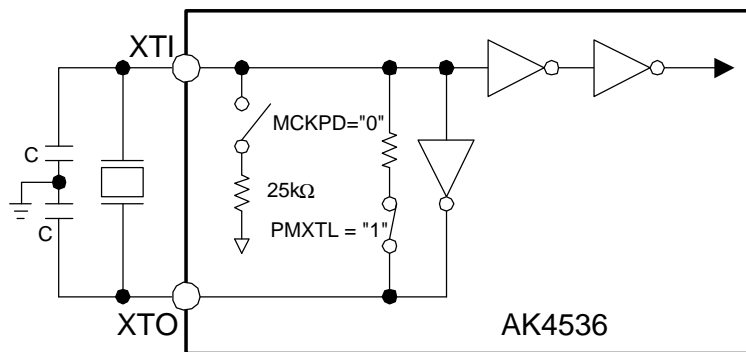 XTI
MCKPD="0"
C
25kΩ
PMXTL = "1"
C
XTO
AK4536